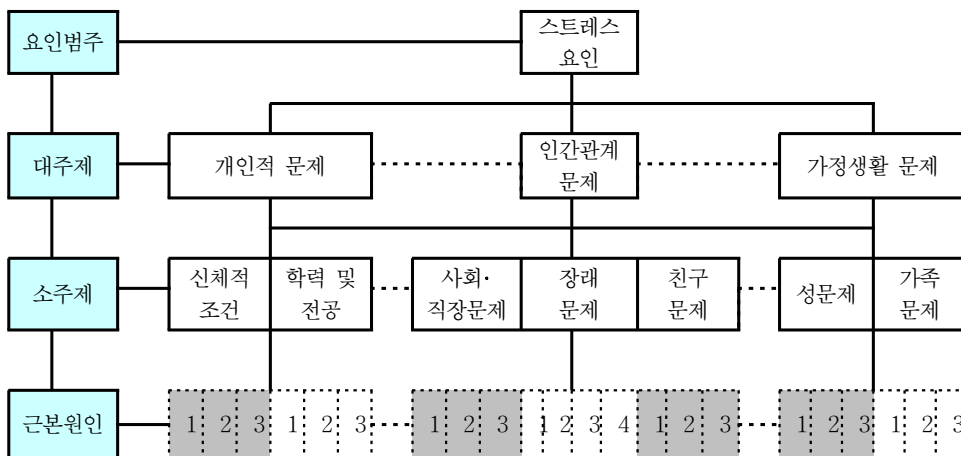 요인범주
스트레스
요인
대주제
개인적 문제
인간관계
문제
가정생활 문제
소주제
신체적
조건
학력 및
전공
사회·
직장문제
장래
문제
친구
문제
성문제
가족
문제
근본원인
1 2 3 1 2 3 1 2 3 1 2 3 4 1 2 3 1 2 3 1 2 3